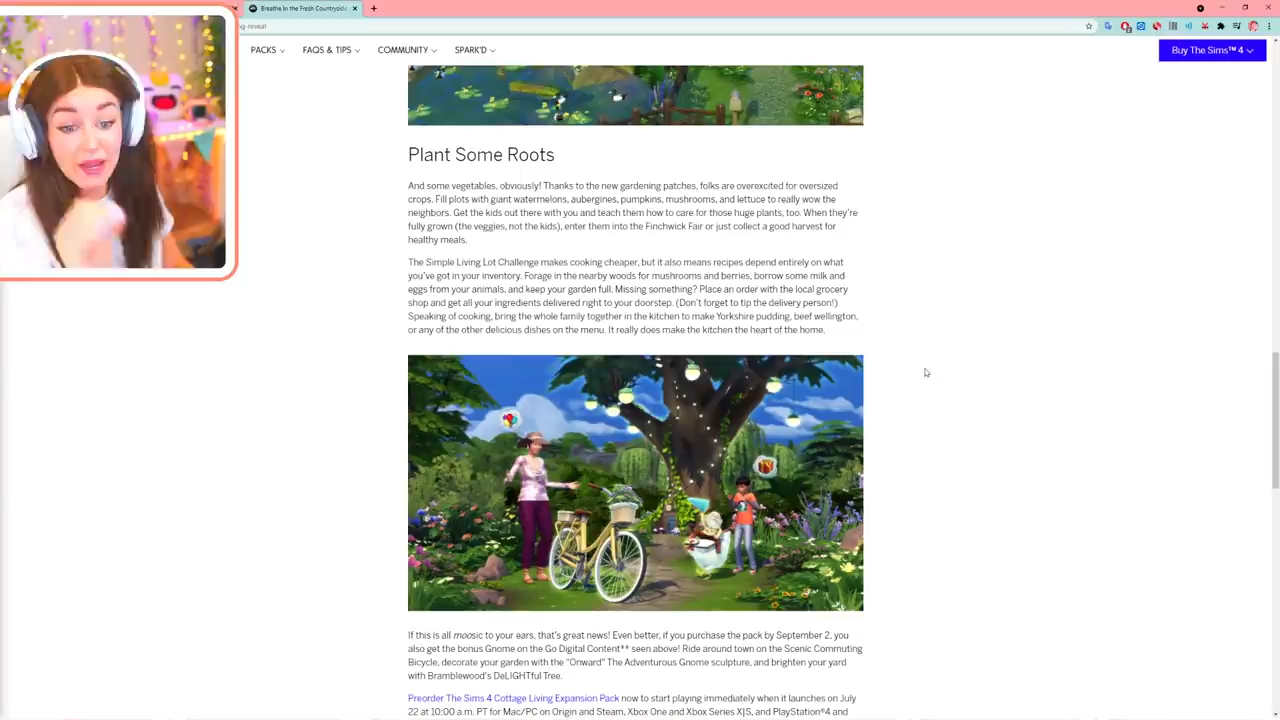 Breathe In the Fresh Countryside
ng-reveal
PACKS
FAQS & TIPS
COMMUNITY
SPARK'D
Buy The Sims™ 4
Plant Some Roots
And some vegetables, obviously! Thanks to the new gardening patches, folks are overexcited for oversized
crops. Fill plots with giant watermelons, aubergines, pumpkins, mushrooms, and lettuce to really wow the
neighbors. Get the kids out there with you and teach them how to care for those huge plants, too. When they're
fully grown (the veggies, not the kids), enter them into the Finchwick Fair or just collect a good harvest for
healthy meals.
The Simple Living Lot Challenge makes cooking cheaper, but it also means recipes depend entirely on what
you've got in your inventory. Forage in the nearby woods for mushrooms and berries, borrow some milk and
eggs from your animals, and keep your garden full. Missing something? Place an order with the local grocery
shop and get all your ingredients delivered right to your doorstep. (Don't forget to tip the delivery person!)
Speaking of cooking, bring the whole family together in the kitchen to make Yorkshire pudding, beef wellington,
or any of the other delicious dishes on the menu. It really does make the kitchen the heart of the home.
If this is all moosic to your ears, that's great news! Even better, if you purchase the pack by September 2, you
also get the bonus Gnome on the Go Digital Content** seen above! Ride around town on the Scenic Commuting
Bicycle, decorate your garden with the "Onward" The Adventurous Gnome sculpture, and brighten your yard
with Bramblewood's DeLIGHTful Tree.
Preorder The Sims 4 Cottage Living Expansion Pack now to start playing immediately when it launches on July
22 at 10:00 a.m. PT for Mac/PC on Origin and Steam, Xbox One and Xbox Series X|S, and PlayStation®4 and